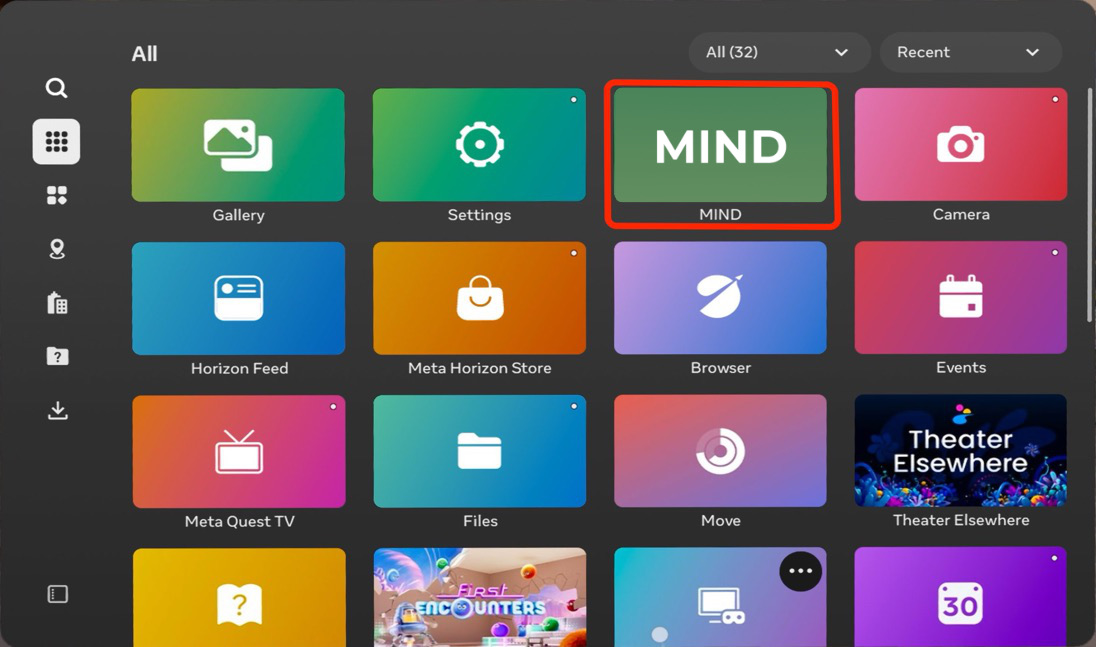 All
All (32)
Recent
MIND
Gallery
Settings
MIND
Camera
Horizon Feed
Meta Horizon Store
Browser
Events
Theater
Elsewhere
Meta Quest TV
Files
Move
Theater Elsewhere
?
First
ENCOUNTERS
30